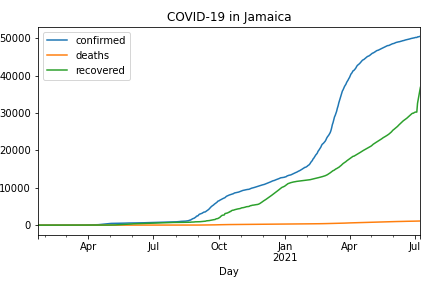 COVID-19 in Jamaica
confirmed
deaths
recovered
50000
40000
30000
20000
10000
0
Apr Jul Oct Jan Apr Jul
2021
Day